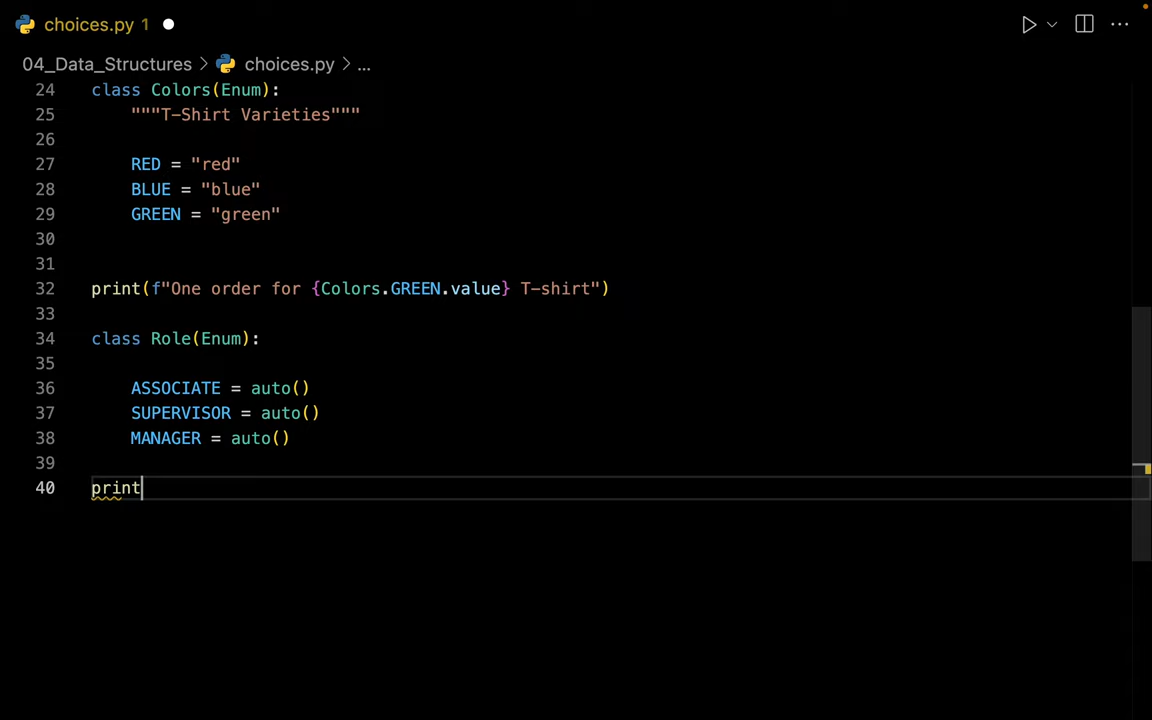 choices.py 1
04_Data_Structures > choices.py > ...
24 class Colors(Enum):
25     """T-Shirt Varieties"""
26
27     RED = "red"
28     BLUE = "blue"
29     GREEN = "green"
30
31
32 print(f"One order for {Colors.GREEN.value} T-shirt")
33
34 class Role(Enum):
35
36     ASSOCIATE = auto()
37     SUPERVISOR = auto()
38     MANAGER = auto()
39
40 print